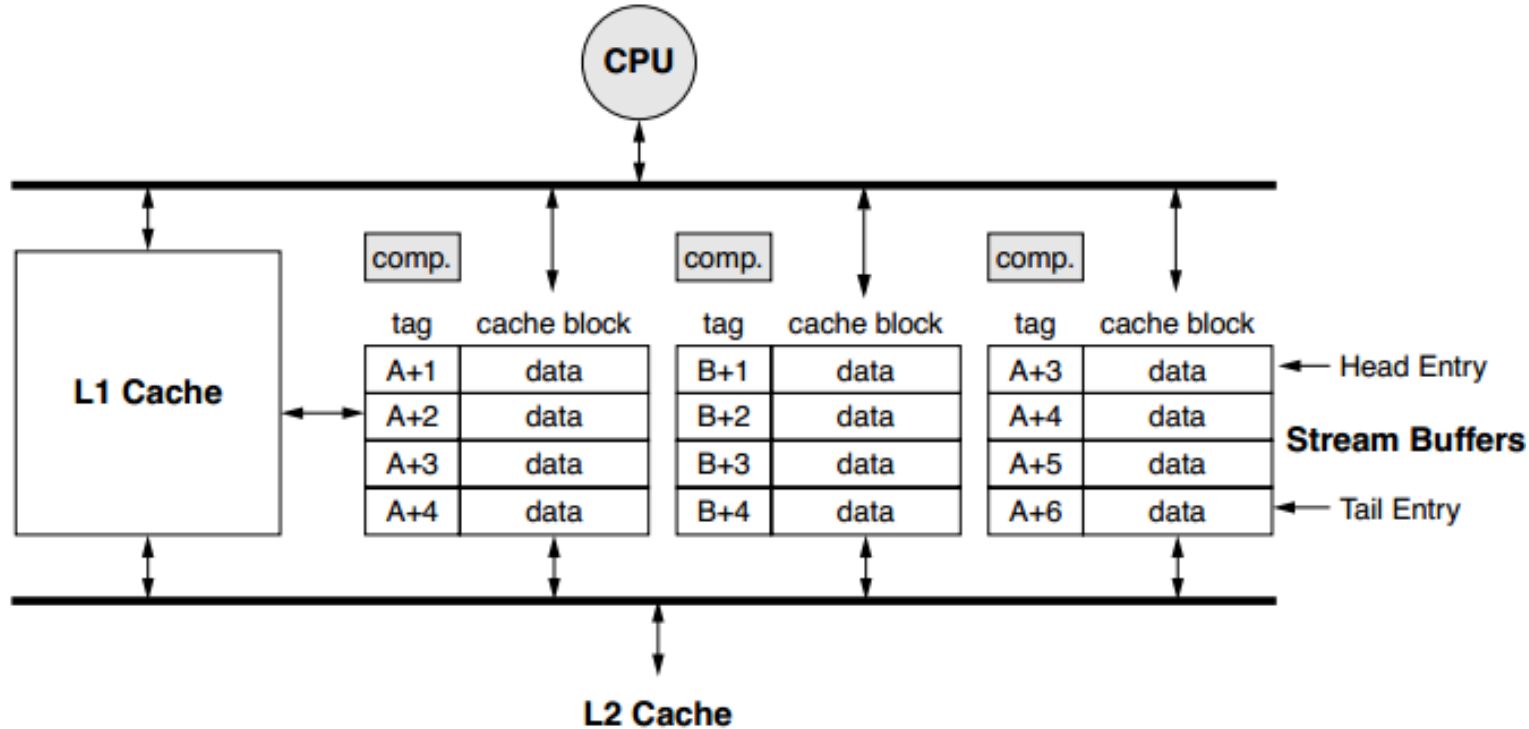 CPU
comp. comp. comp.
tag cache block tag cache block tag cache block
L1 Cache
A+1 data B+1 data A+3 data Head Entry
A+2 data B+2 data A+4 data
Stream Buffers
A+3 data B+3 data A+5 data
A+4 data B+4 data A+6 data Tail Entry
L2 Cache